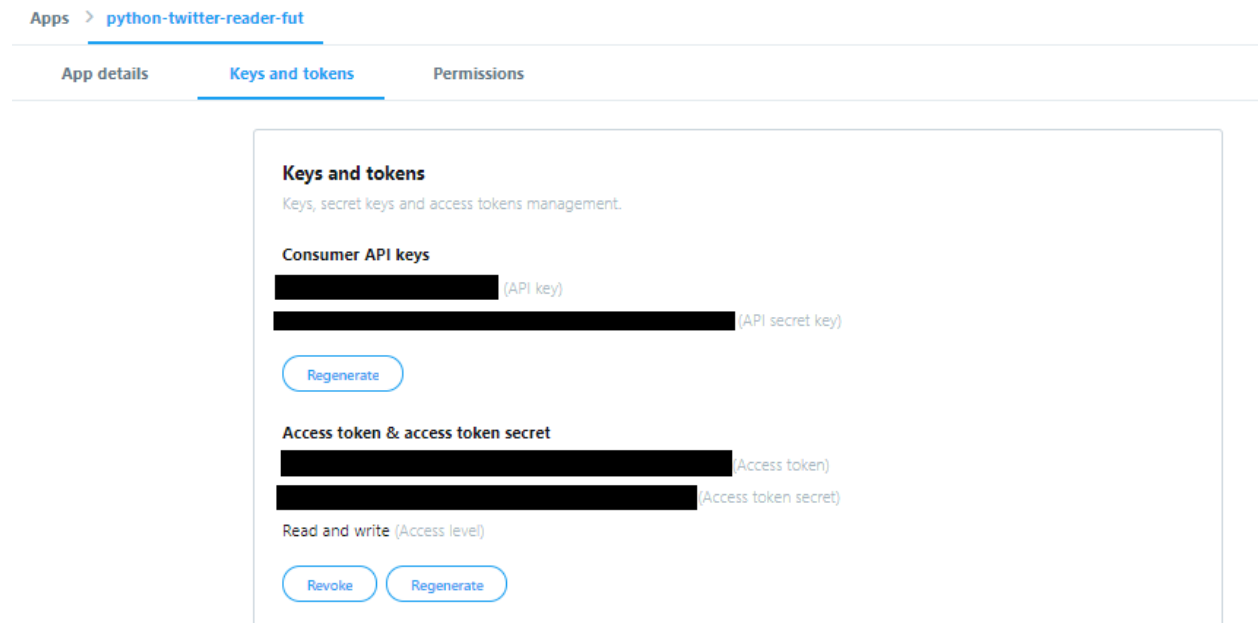 Apps > python-twitter-reader-fut
App details Keys and tokens Permissions
Keys and tokens
Keys, secret keys and access tokens management.
Consumer API keys
(API key)
(API secret key)
Regenerate
Access token & access token secret
(Access token)
(Access token secret)
Read and write (Access level)
Revoke Regenerate